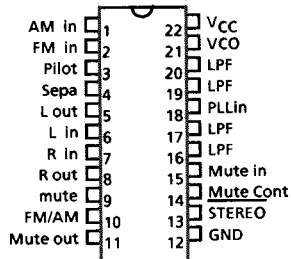 AM in 1 22 VCC
FM in 2 21 VCO
Pilot 3 20 LPF
Sepa 4 19 LPF
L out 5 18 PLLin
L in 6 17 LPF
R in 7 16 LPF
R out 8 15 Mute in
mute 9 14 Mute Cont
FM/AM 10 13 STEREO
Mute out 11 12 GND